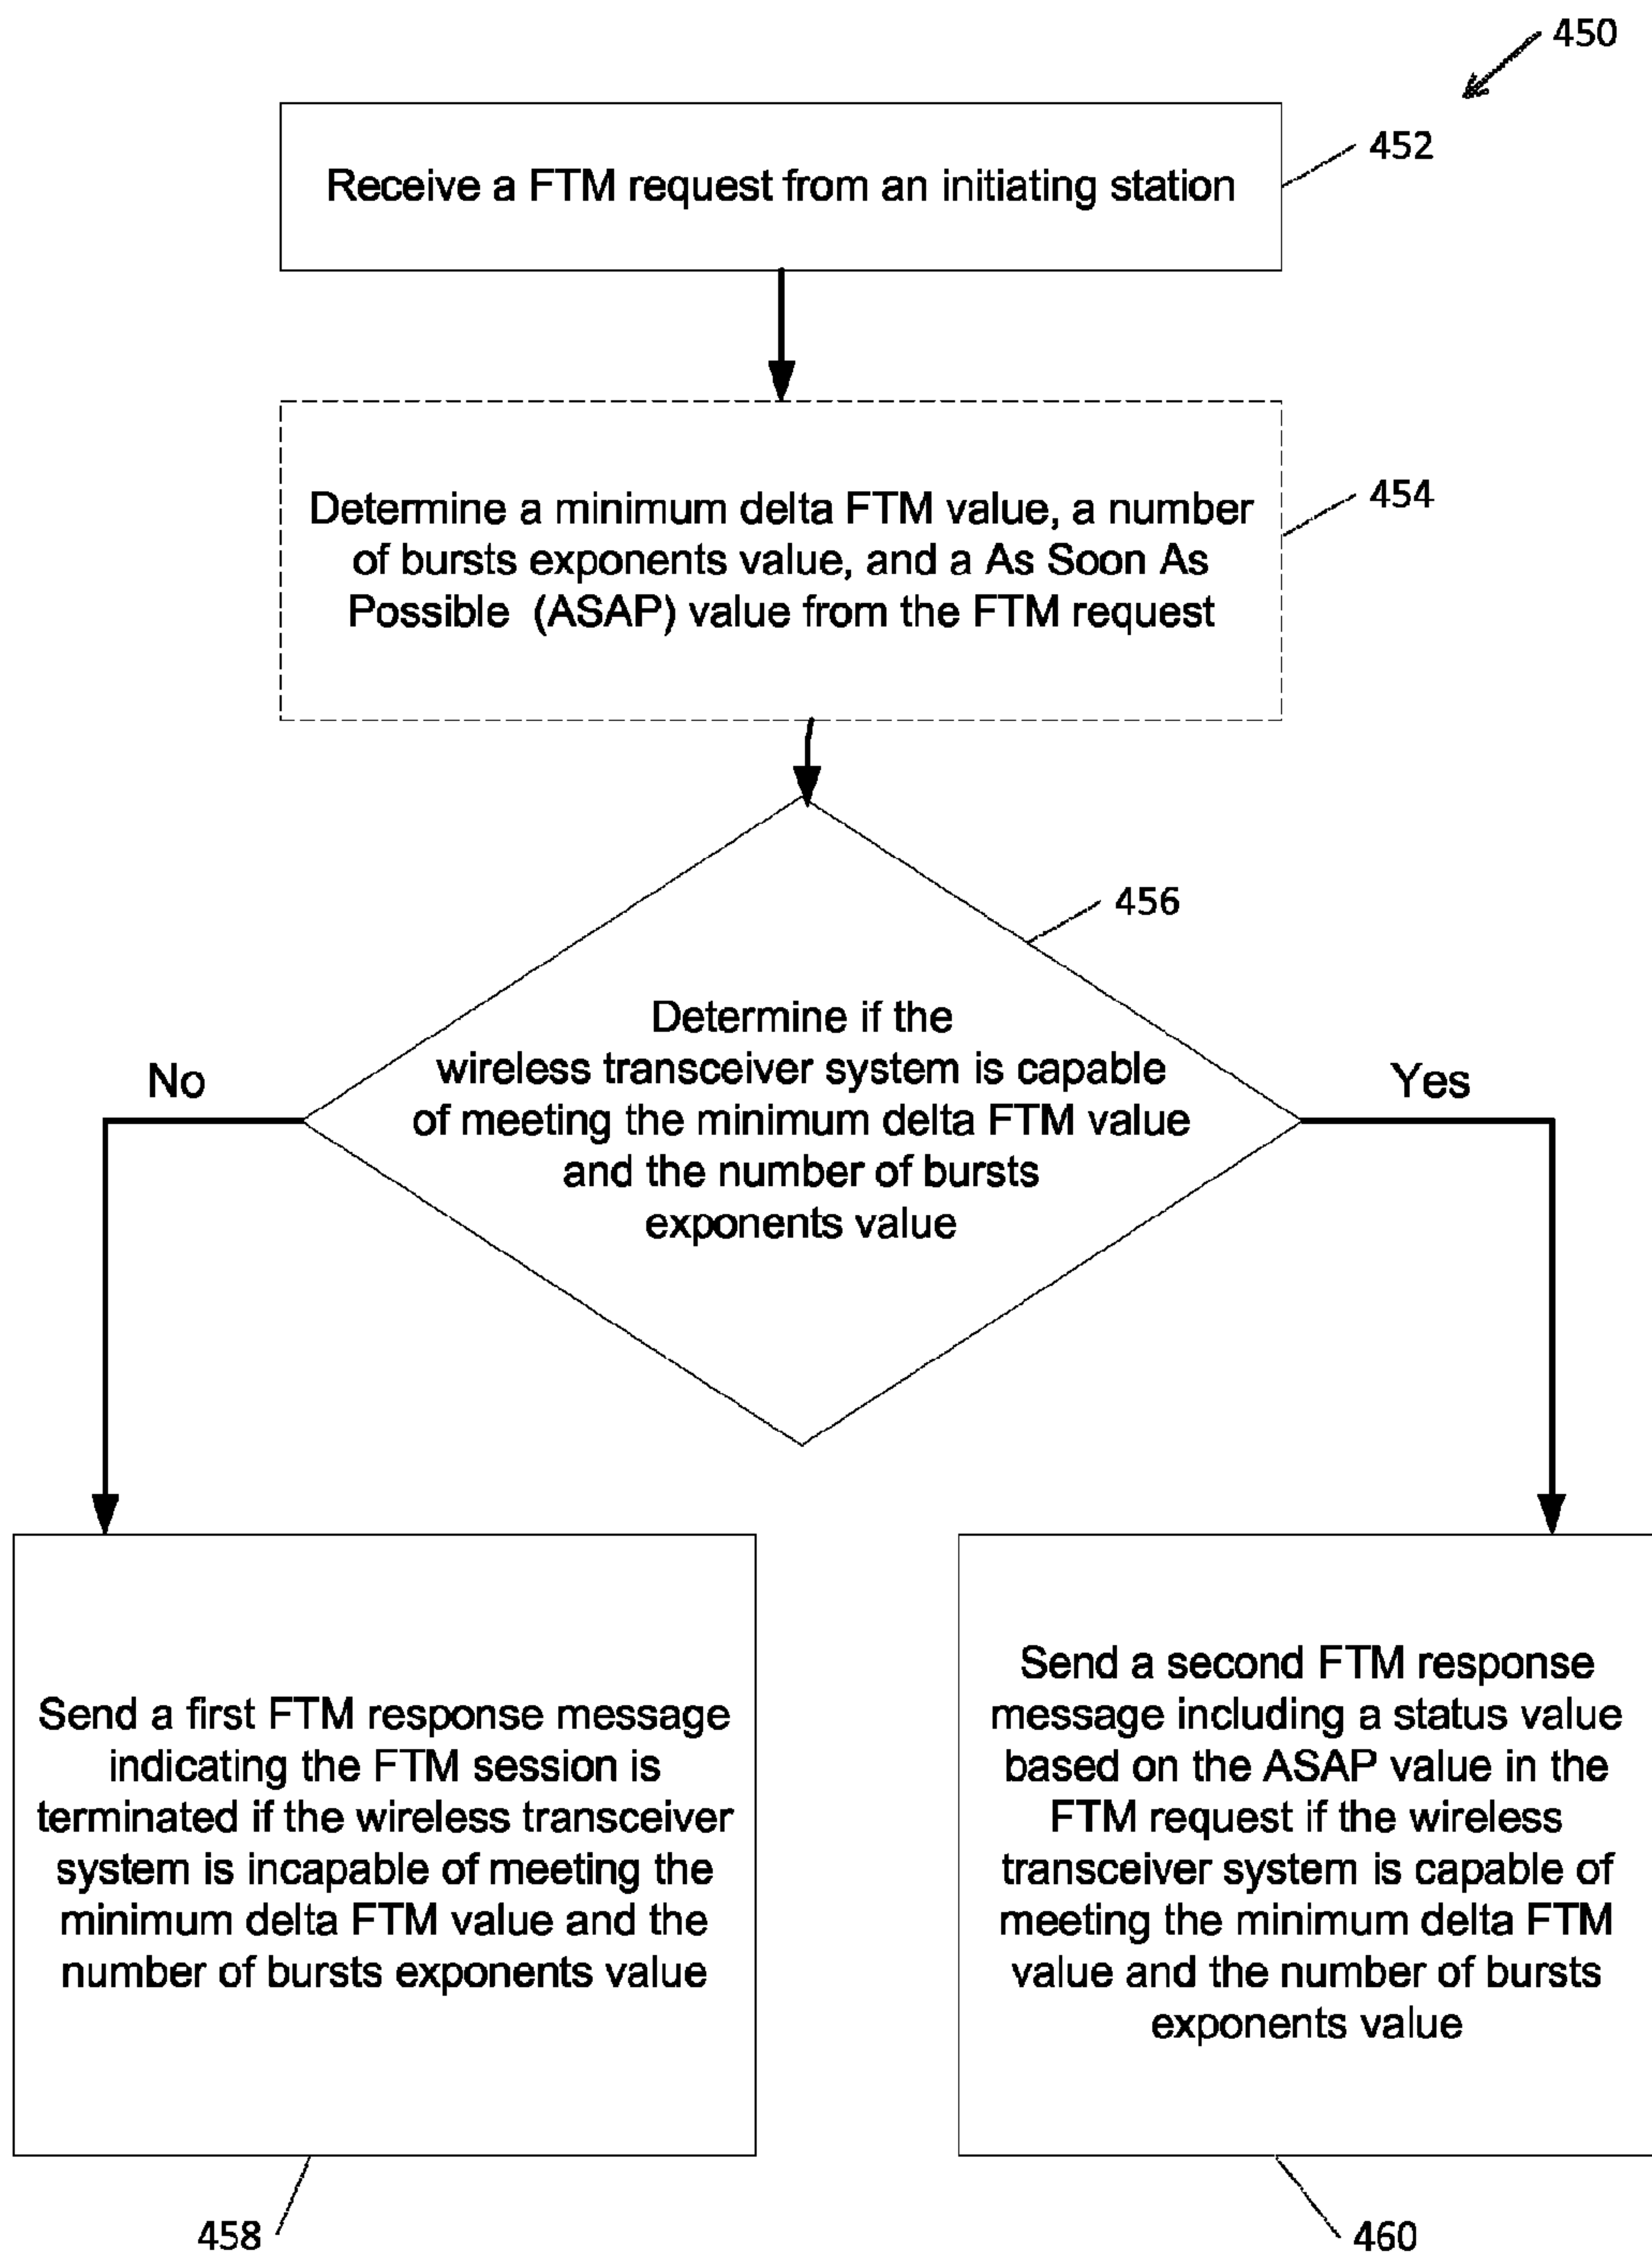 450
452
Receive a FTM request from an initiating station
454
Determine a minimum delta FTM value, a number
of bursts exponents value, and a As Soon As
Possible (ASAP) value from the FTM request
456
Determine if the
wireless transceiver system is capable
of meeting the minimum delta FTM value
and the number of bursts
exponents value
No
Yes
Send a first FTM response message
indicating the FTM session is
terminated if the wireless transceiver
system is incapable of meeting the
minimum delta FTM value and the
number of bursts exponents value
Send a second FTM response
message including a status value
based on the ASAP value in the
FTM request if the wireless
transceiver system is capable of
meeting the minimum delta FTM
value and the number of bursts
exponents value
458
460